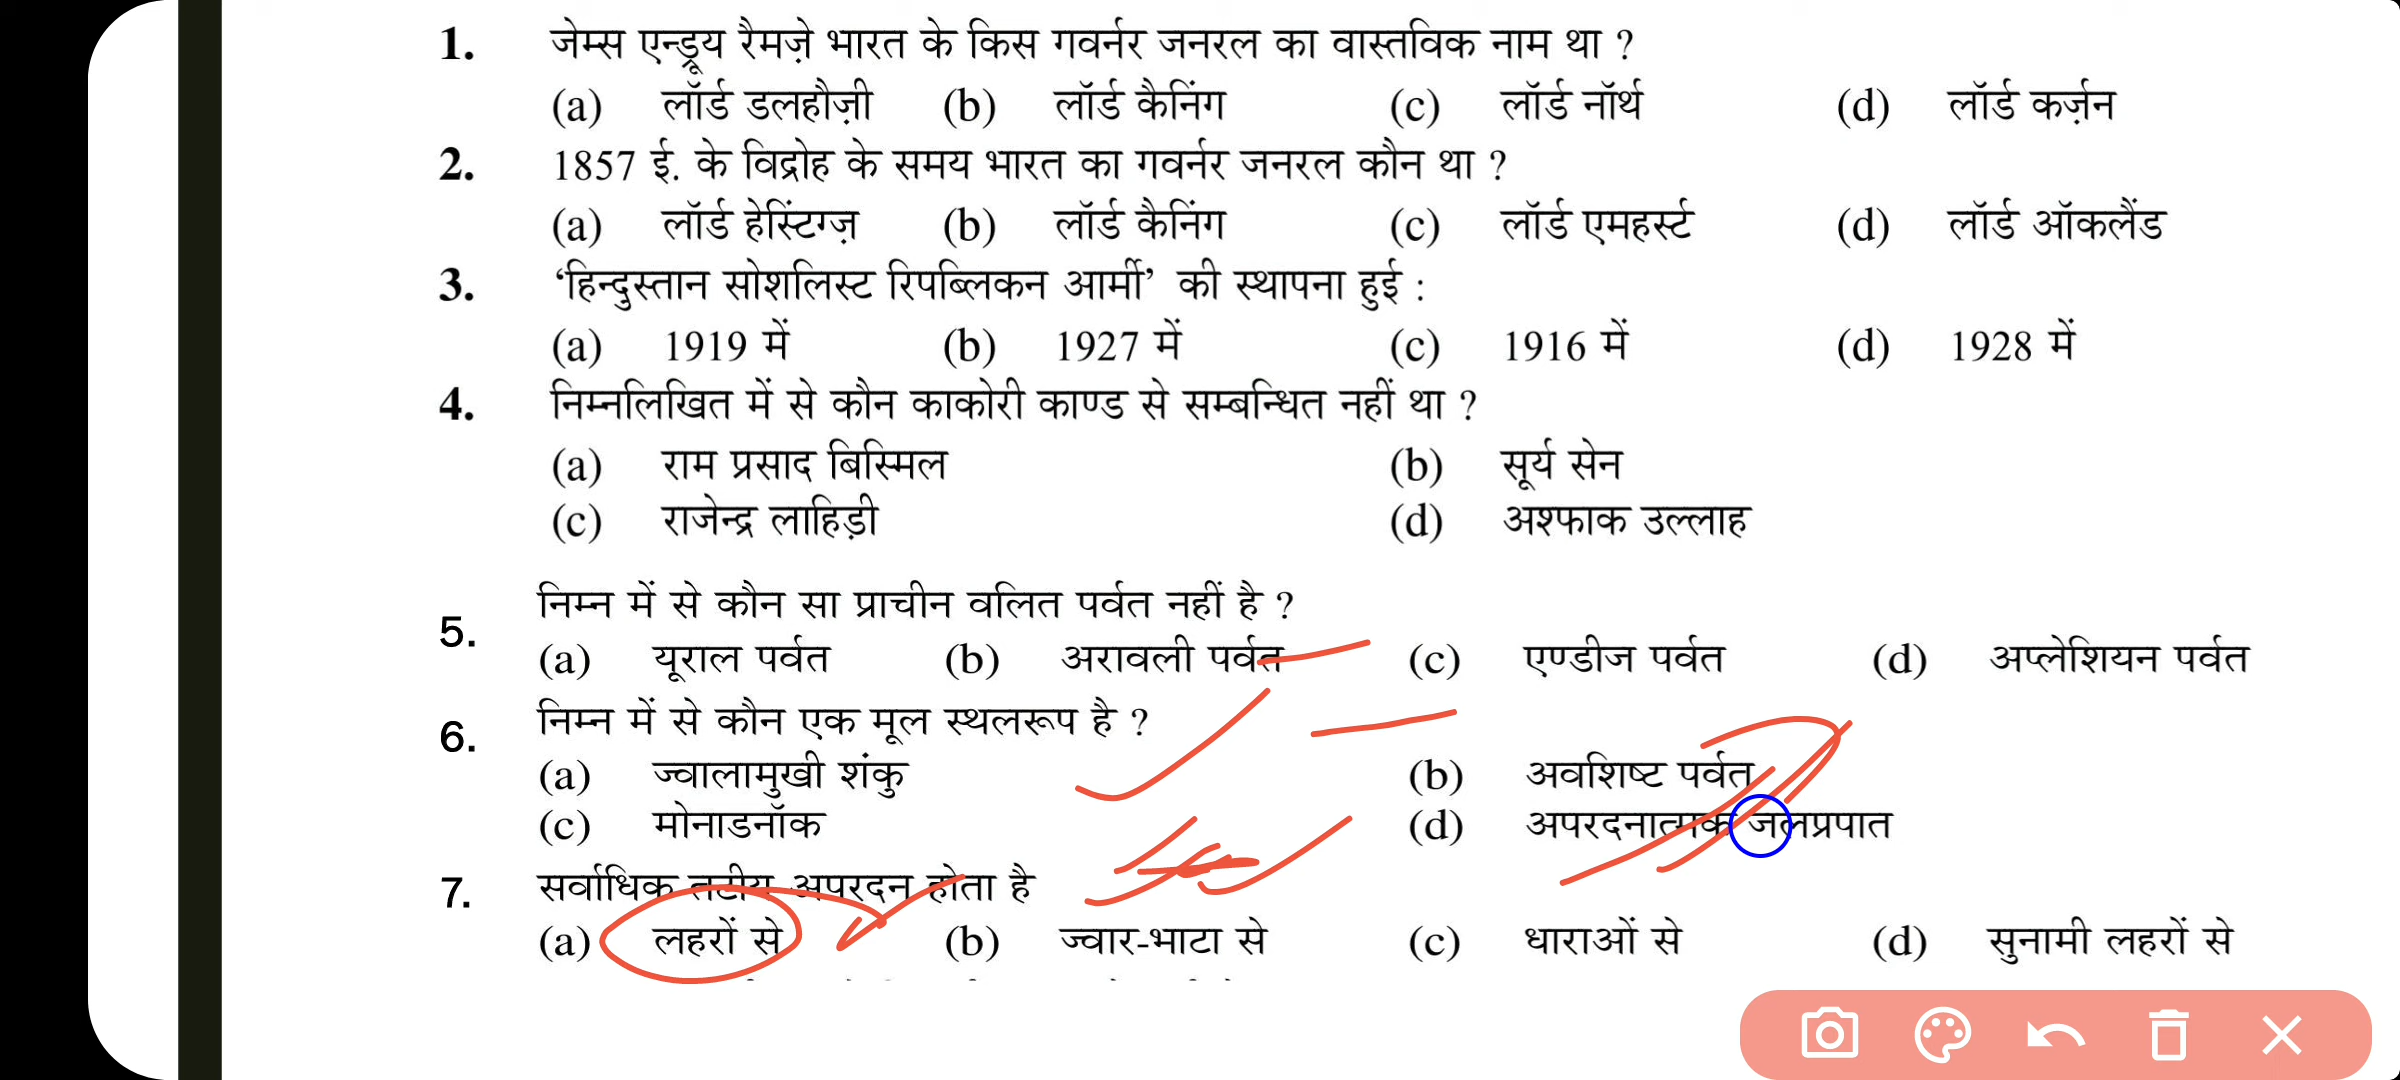 1. जेम्स एन्ड्रूय रैमज़े भारत के किस गवर्नर जनरल का वास्तविक नाम था ?
(a) लॉर्ड डलहौज़ी (b) लॉर्ड कैनिंग (c) लॉर्ड नॉर्थ (d) लॉर्ड कर्ज़न
2. 1857 ई. के विद्रोह के समय भारत का गवर्नर जनरल कौन था ?
(a) लॉर्ड हेस्टिंग्ज़ (b) लॉर्ड कैनिंग (c) लॉर्ड एमहर्स्ट (d) लॉर्ड ऑकलैंड
3. ‘हिन्दुस्तान सोशलिस्ट रिपब्लिकन आर्मी’ की स्थापना हुई :
(a) 1919 में (b) 1927 में (c) 1916 में (d) 1928 में
4. निम्नलिखित में से कौन काकोरी काण्ड से सम्बन्धित नहीं था ?
(a) राम प्रसाद बिस्मिल (b) सूर्य सेन
(c) राजेन्द्र लाहिड़ी (d) अश्फाक उल्लाह
5. निम्न में से कौन सा प्राचीन वलित पर्वत नहीं है ?
(a) यूराल पर्वत (b) अरावली पर्वत (c) एण्डीज पर्वत (d) अप्लेशियन पर्वत
6. निम्न में से कौन एक मूल स्थलरूप है ?
(a) ज्वालामुखी शंकु (b) अवशिष्ट पर्वत
(c) मोनाडनॉक (d) अपरदनात्मक जलप्रपात
7. सर्वाधिक तटीय अपरदन होता है
(a) लहरों से (b) ज्वार-भाटा से (c) धाराओं से (d) सुनामी लहरों से